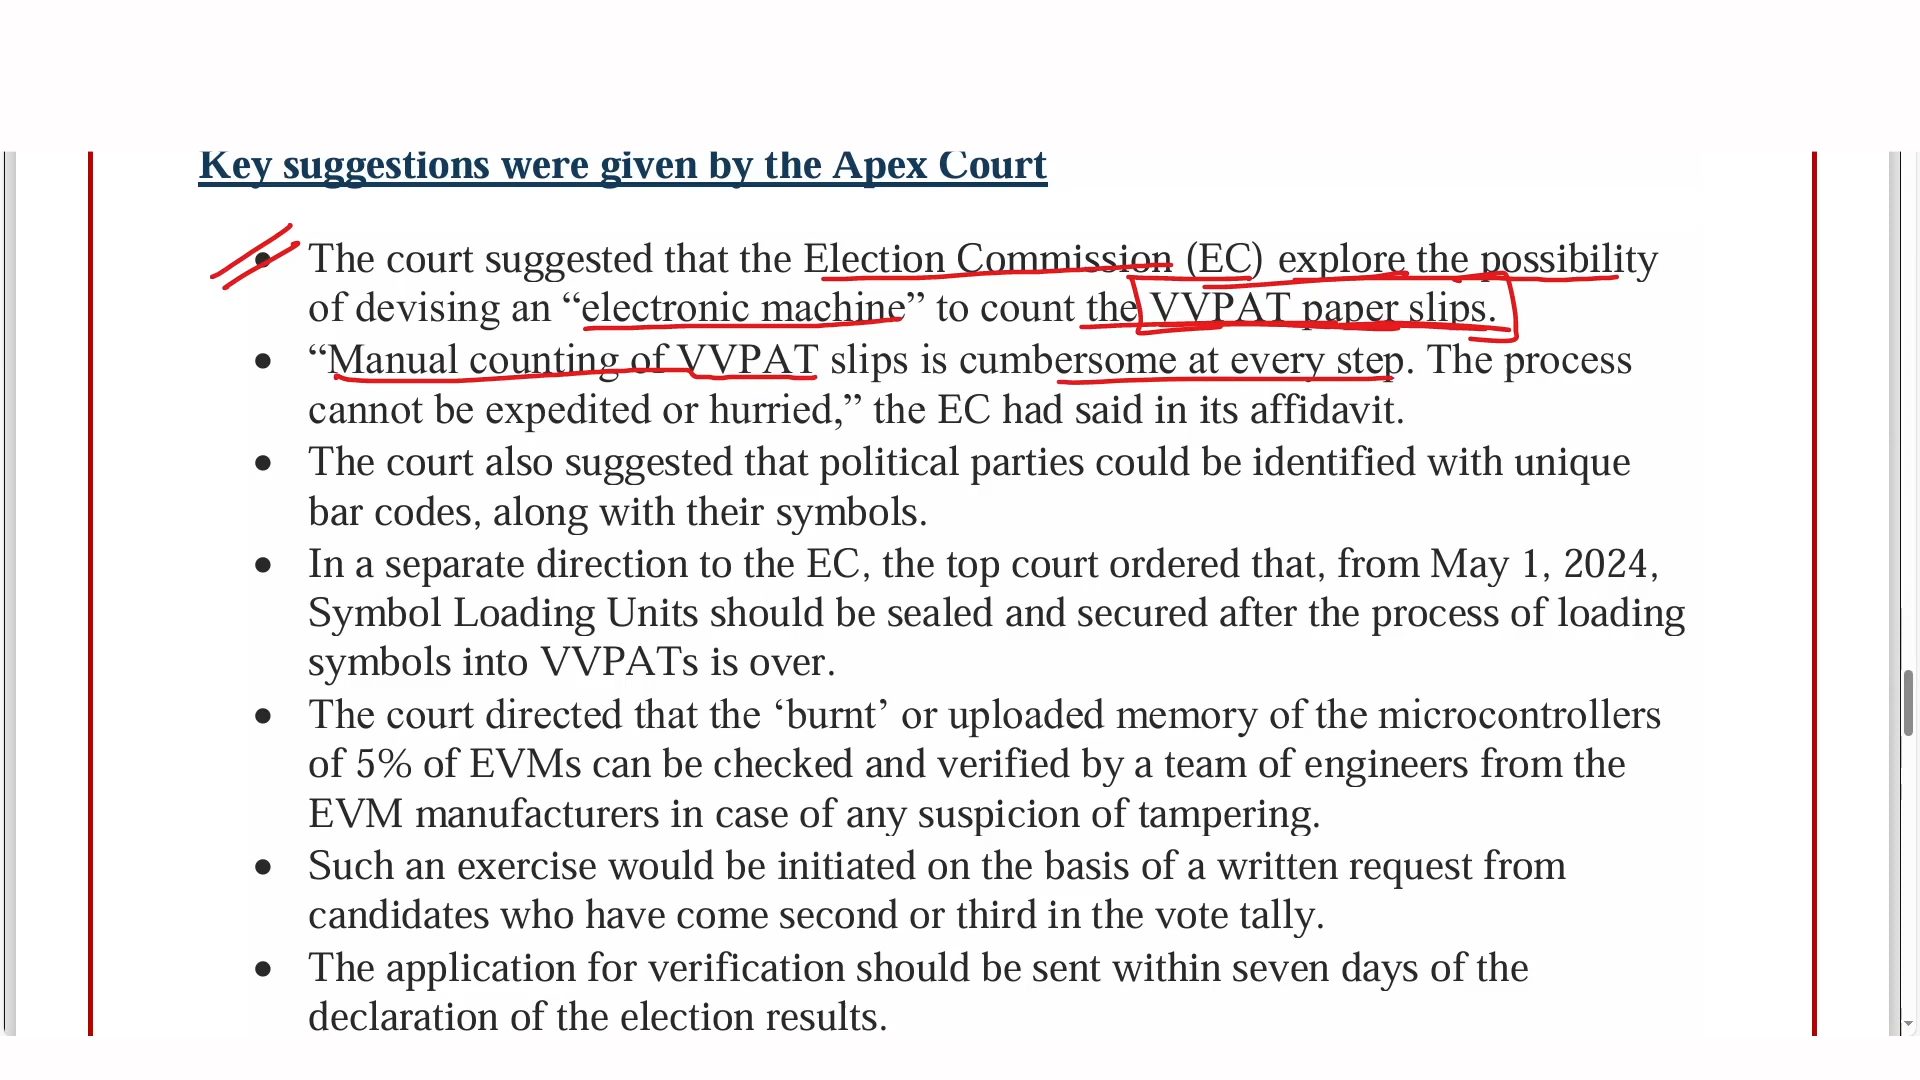 Key suggestions were given by the Apex Court
• The court suggested that the Election Commission (EC) explore the possibility
of devising an “electronic machine” to count the VVPAT paper slips.
• “Manual counting of VVPAT slips is cumbersome at every step. The process
cannot be expedited or hurried,” the EC had said in its affidavit.
• The court also suggested that political parties could be identified with unique
bar codes, along with their symbols.
• In a separate direction to the EC, the top court ordered that, from May 1, 2024,
Symbol Loading Units should be sealed and secured after the process of loading
symbols into VVPATs is over.
• The court directed that the ‘burnt’ or uploaded memory of the microcontrollers
of 5% of EVMs can be checked and verified by a team of engineers from the
EVM manufacturers in case of any suspicion of tampering.
• Such an exercise would be initiated on the basis of a written request from
candidates who have come second or third in the vote tally.
• The application for verification should be sent within seven days of the
declaration of the election results.